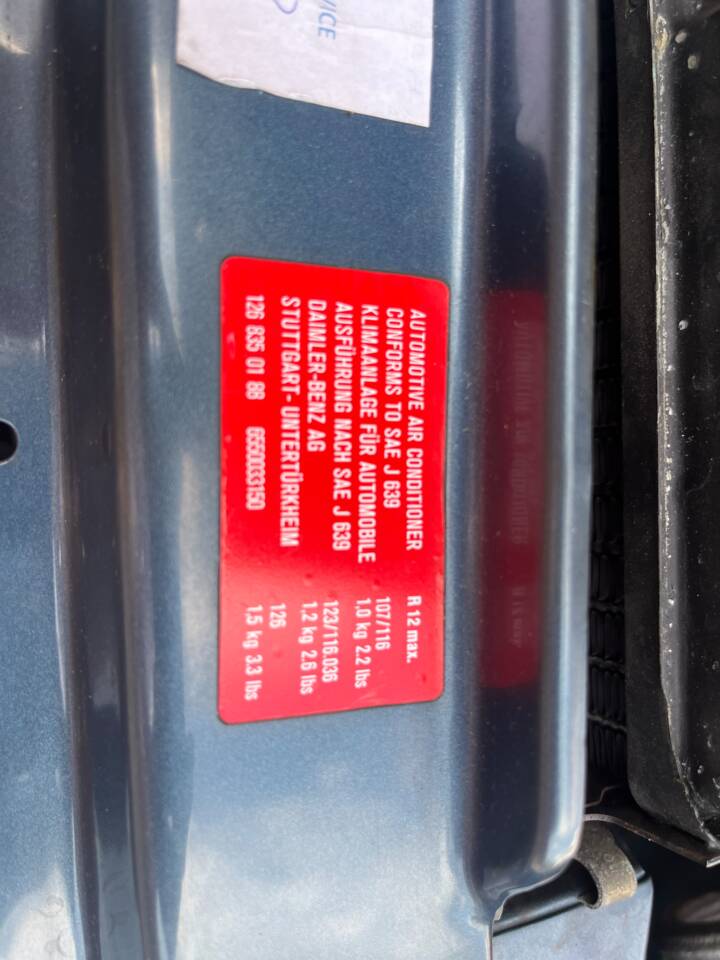 VICE
AUTOMOTIVE AIR CONDITIONER
CONFORMS TO SAE J 639
KLIMAANLAGE FÜR AUTOMOBILE
AUSFÜHRUNG NACH SAE J 639
DAIMLER-BENZ AG
STUTTGART-UNTERTÜRKHEIM
126 835 01 88 6550033150
R 12 max.
107/116
1,0 kg 2.2 lbs
123/116.036
1,2 kg 2.6 lbs
126
1,5 kg 3.3 lbs